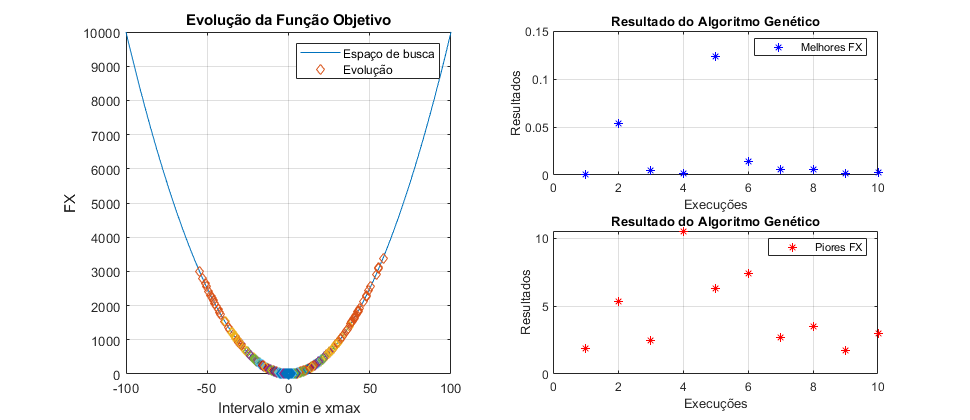 Evolução da Função Objetivo
10000
9000
8000
7000
6000
5000
4000
3000
2000
1000
0
FX
Espaço de busca
Evolução
-100 -50 0 50 100
Intervalo xmin e xmax
Resultado do Algoritmo Genético
0.15
0.1
0.05
0
Resultados
Melhores FX
0 2 4 6 8 10
Execuções
Resultado do Algoritmo Genético
10
5
0
Resultados
Piores FX
0 2 4 6 8 10
Execuções